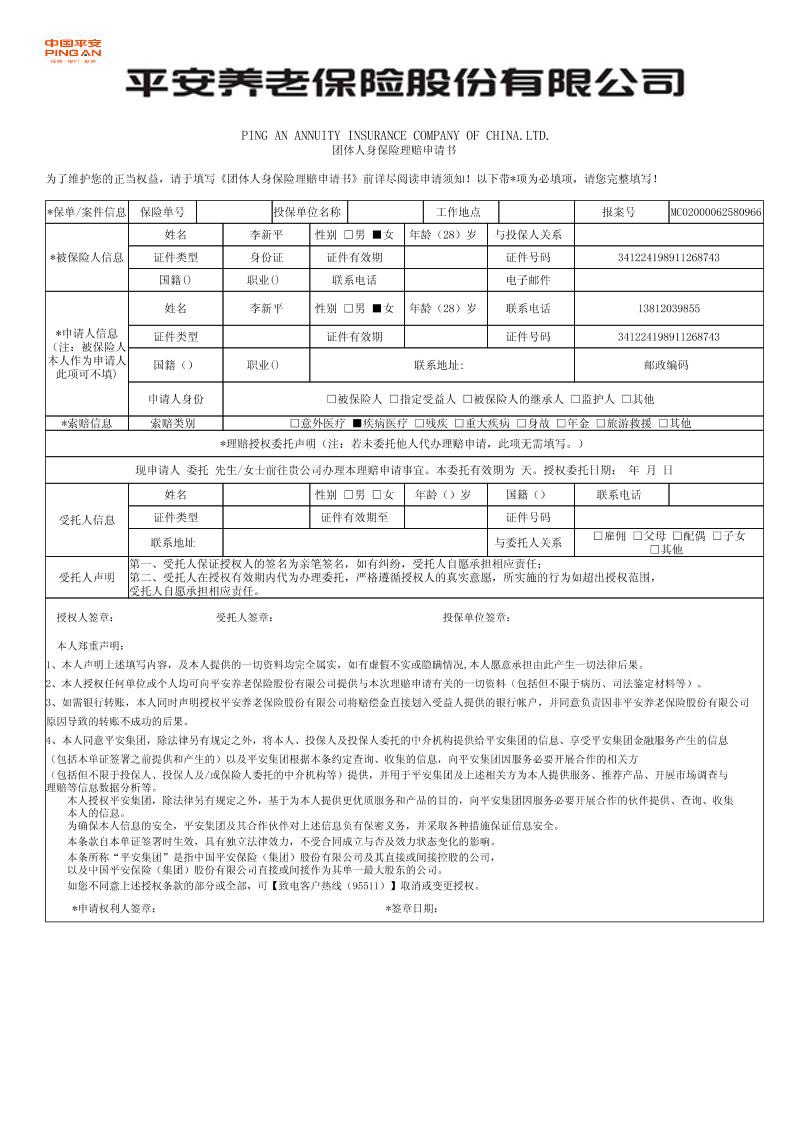 中国平安
PING AN
保险·银行·投资
平安养老保险股份有限公司
PING AN ANNUITY INSURANCE COMPANY OF CHINA.LTD.
团体人身保险理赔申请书
为了维护您的正当权益，请于填写《团体人身保险理赔申请书》前详尽阅读申请须知！以下带*项为必填项，请您完整填写！
*保单/案件信息 保险单号 投保单位名称 工作地点 报案号 MC02000062580966
*被保险人信息
姓名 李新平 性别 □男 ■女 年龄（28）岁 与投保人关系
证件类型 身份证 证件有效期 证件号码 341224198911268743
国籍() 职业() 联系电话 电子邮件
*申请人信息
（注：被保险人
本人作为申请人
此项可不填）
姓名 李新平 性别 □男 ■女 年龄（28）岁 联系电话 13812039855
证件类型 证件有效期 证件号码 341224198911268743
国籍（） 职业() 联系地址: 邮政编码
申请人身份 □被保险人 □指定受益人 □被保险人的继承人 □监护人 □其他
*索赔信息 索赔类别 □意外医疗 ■疾病医疗 □残疾 □重大疾病 □身故 □年金 □旅游救援 □其他
*理赔授权委托声明（注：若未委托他人代办理赔申请，此项无需填写。）
现申请人 委托 先生/女士前往贵公司办理本理赔申请事宜。本委托有效期为 天。授权委托日期： 年 月 日
受托人信息
姓名 性别 □男 □女 年龄（）岁 国籍（） 联系电话
证件类型 证件有效期至 证件号码
联系地址 与委托人关系 □雇佣 □父母 □配偶 □子女
□其他
受托人声明
第一、受托人保证授权人的签名为亲笔签名，如有纠纷，受托人自愿承担相应责任；
第二、受托人在授权有效期内代为办理委托，严格遵循授权人的真实意愿，所实施的行为如超出授权范围，
受托人自愿承担相应责任。
授权人签章： 受托人签章： 投保单位签章：
本人郑重声明：
1、本人声明上述填写内容，及本人提供的一切资料均完全属实，如有虚假不实或隐瞒情况,本人愿意承担由此产生一切法律后果。
2、本人授权任何单位或个人均可向平安养老保险股份有限公司提供与本次理赔申请有关的一切资料（包括但不限于病历、司法鉴定材料等）。
3、如需银行转账，本人同时声明授权平安养老保险股份有限公司将赔偿金直接划入受益人提供的银行帐户，并同意负责因非平安养老保险股份有限公司
原因导致的转账不成功的后果。
4、本人同意平安集团，除法律另有规定之外，将本人、投保人及投保人委托的中介机构提供给平安集团的信息、享受平安集团金融服务产生的信息
（包括本单证签署之前提供和产生的）以及平安集团根据本条约定查询、收集的信息，向平安集团因服务必要开展合作的相关方
（包括但不限于投保人、投保人及/或保险人委托的中介机构等）提供，并用于平安集团及上述相关方为本人提供服务、推荐产品、开展市场调查与
理赔等信息数据分析等。
本人授权平安集团，除法律另有规定之外，基于为本人提供更优质服务和产品的目的，向平安集团因服务必要开展合作的伙伴提供、查询、收集
本人的信息。
为确保本人信息的安全，平安集团及其合作伙伴对上述信息负有保密义务，并采取各种措施保证信息安全。
本条款自本单证签署时生效，具有独立法律效力，不受合同成立与否及效力状态变化的影响。
本条所称“平安集团”是指中国平安保险（集团）股份有限公司及其直接或间接控股的公司，
以及中国平安保险（集团）股份有限公司直接或间接作为其单一最大股东的公司。
如您不同意上述授权条款的部分或全部，可【致电客户热线（95511）】取消或变更授权。
*申请权利人签章： *签章日期：